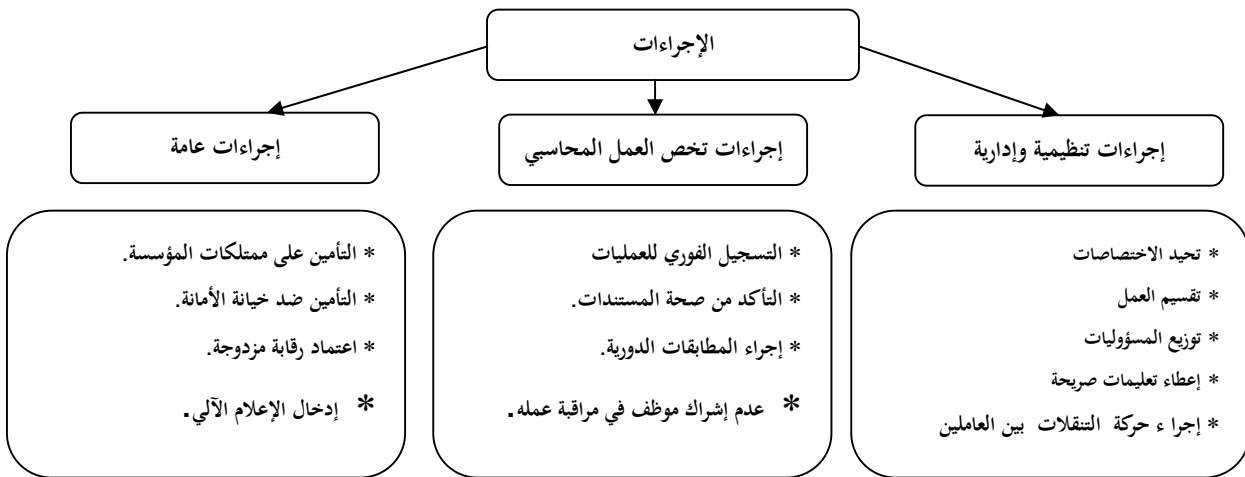 الإجراءات
إجراءات تنظيمية وإدارية
إجراءات تخص العمل المحاسبي
إجراءات عامة
* تحيد الاختصاصات
* تقسيم العمل
* توزيع المسؤوليات
* إعطاء تعليمات صريحة
* إجرا ء حركة التنقلات بين العاملين
* التسجيل الفوري للعمليات
* التأكد من صحة المستندات.
* إجراء المطابقات الدورية.
* عدم إشراك موظف في مراقبة عمله.
* التأمين على ممتلكات المؤسسة.
* التأمين ضد خيانة الأمانة.
* اعتماد رقابة مزدوجة.
* إدخال الإعلام الآلي.